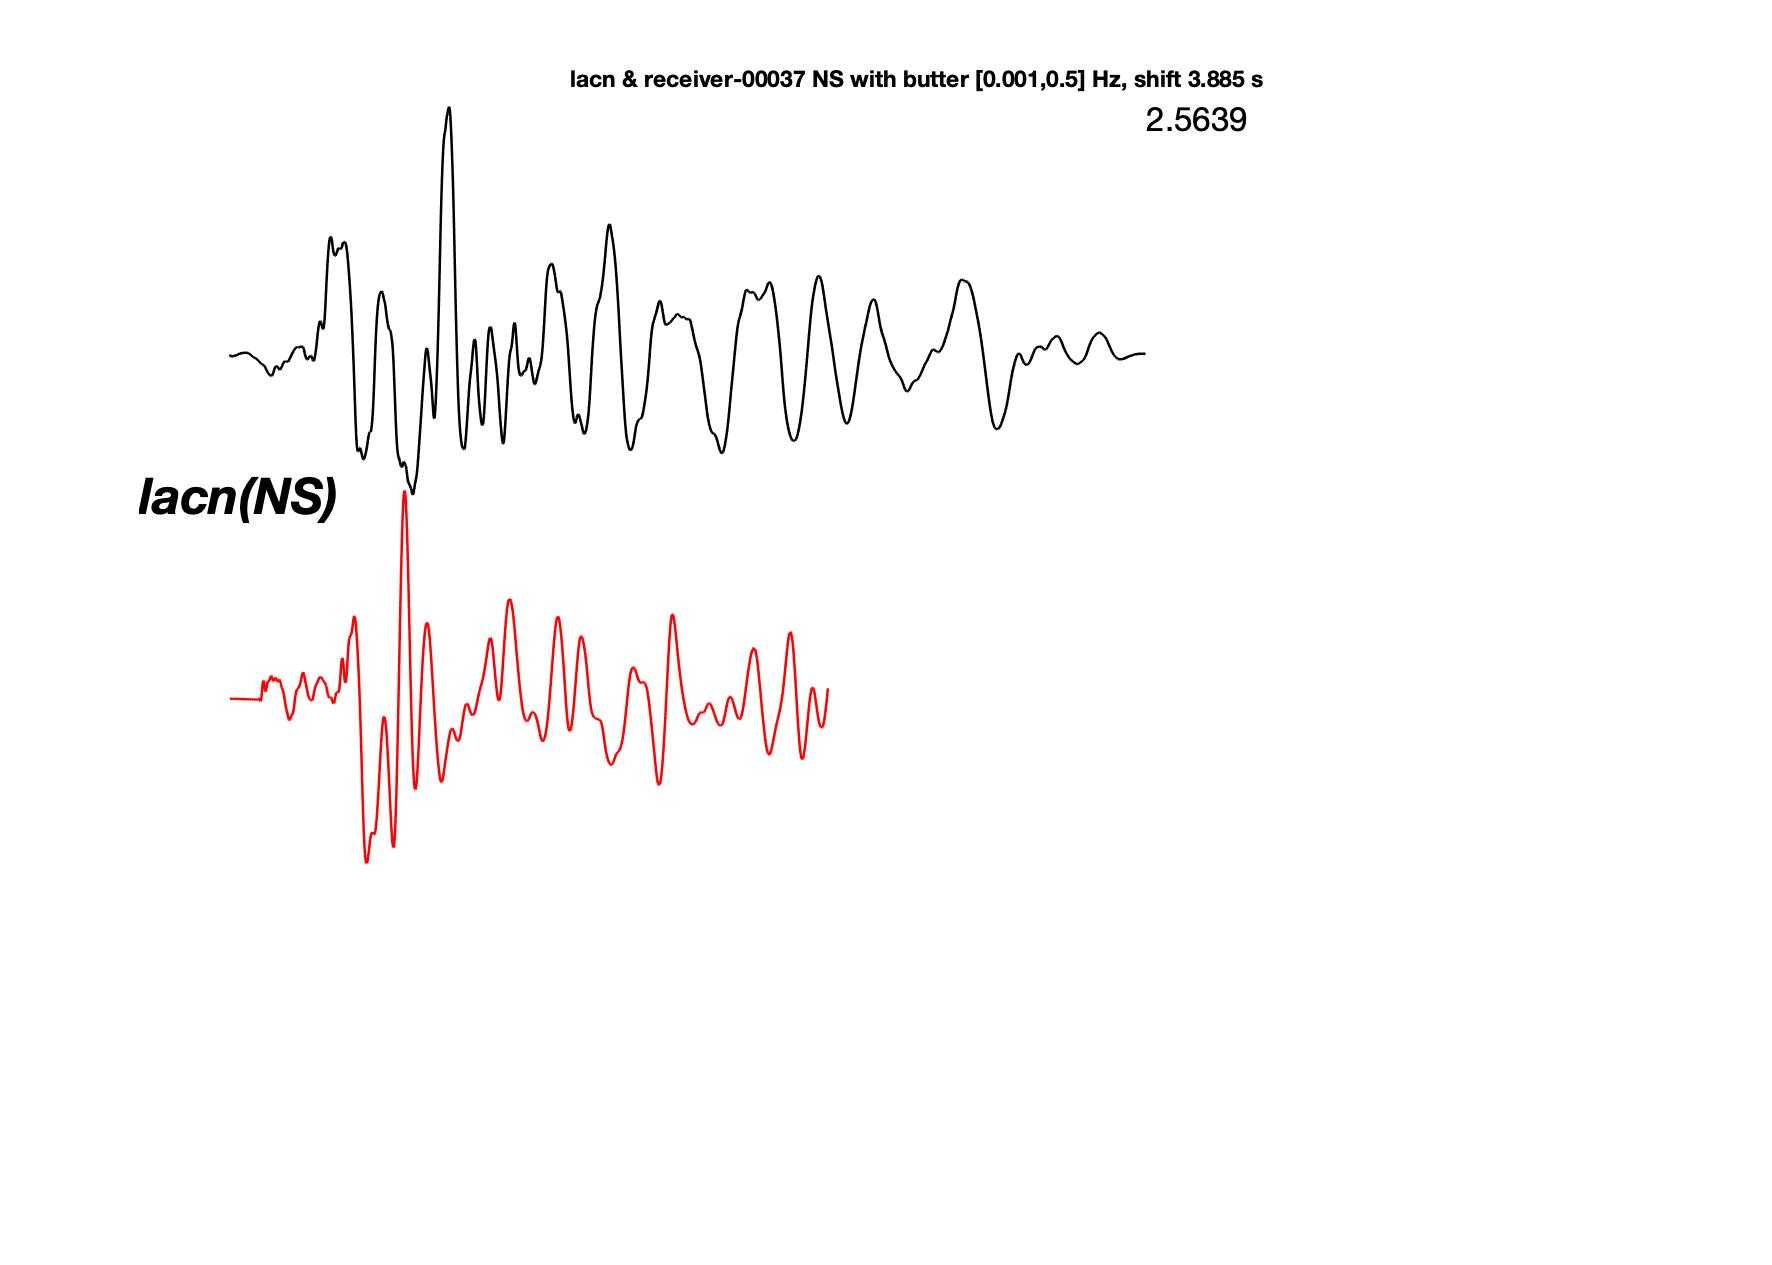 lacn & receiver-00037 NS with butter [0.001,0.5] Hz, shift 3.885 s
2.5639
lacn(NS)